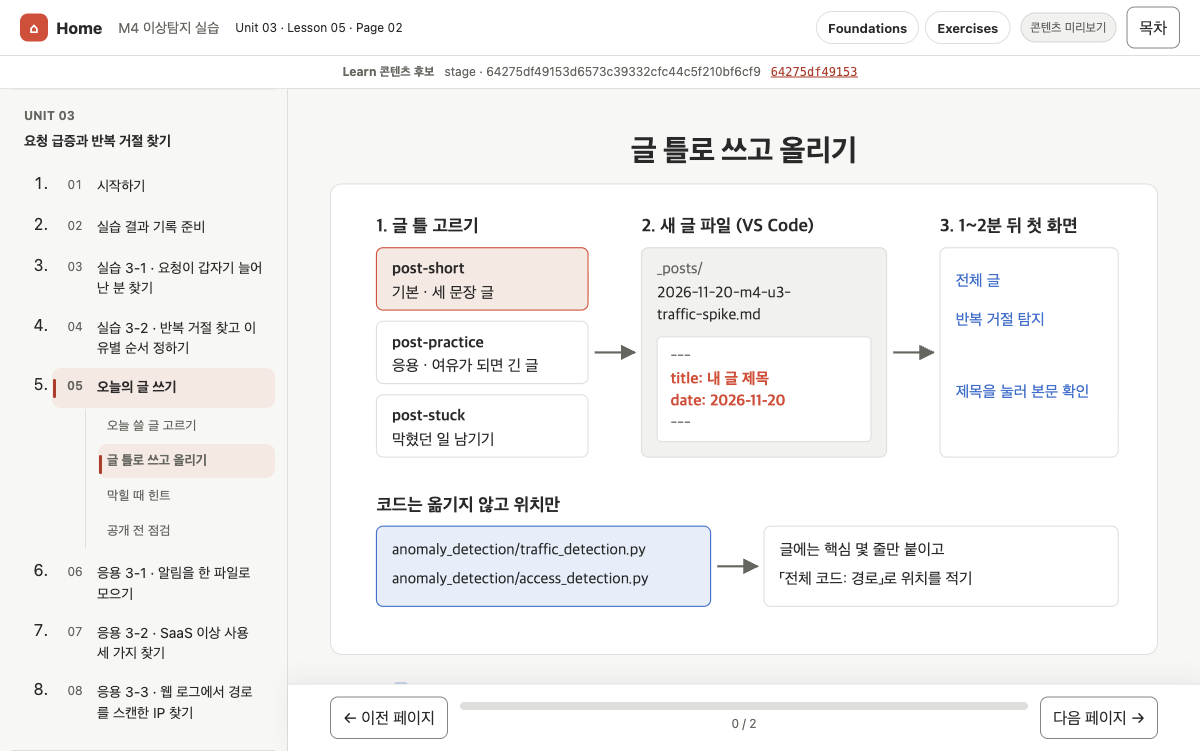 Home
M4 이상탐지 실습
Unit 03 · Lesson 05 · Page 02
Foundations
Exercises
콘텐츠 미리보기
목차
Learn 콘텐츠 후보 stage · 64275df49153d6573c39332cfc44c5f210bf6cf9 64275df49153
UNIT 03
요청 급증과 반복 거절 찾기
1. 01 시작하기
2. 02 실습 결과 기록 준비
3. 03 실습 3-1 · 요청이 갑자기 늘어
난 분 찾기
4. 04 실습 3-2 · 반복 거절 찾고 이
유별 순서 정하기
5. 05 오늘의 글 쓰기
오늘 쓸 글 고르기
글 틀로 쓰고 올리기
막힐 때 힌트
공개 전 점검
6. 06 응용 3-1 · 알림을 한 파일로
모으기
7. 07 응용 3-2 · SaaS 이상 사용
세 가지 찾기
8. 08 응용 3-3 · 웹 로그에서 경로
를 스캔한 IP 찾기
글 틀로 쓰고 올리기
1. 글 틀 고르기
post-short
기본 · 세 문장 글
post-practice
응용 · 여유가 되면 긴 글
post-stuck
막혔던 일 남기기
2. 새 글 파일 (VS Code)
_posts/
2026-11-20-m4-u3-
traffic-spike.md
---
title: 내 글 제목
date: 2026-11-20
---
3. 1~2분 뒤 첫 화면
전체 글
반복 거절 탐지
제목을 눌러 본문 확인
코드는 옮기지 않고 위치만
anomaly_detection/traffic_detection.py
anomaly_detection/access_detection.py
글에는 핵심 몇 줄만 붙이고
「전체 코드: 경로」로 위치를 적기
← 이전 페이지
0 / 2
다음 페이지 →